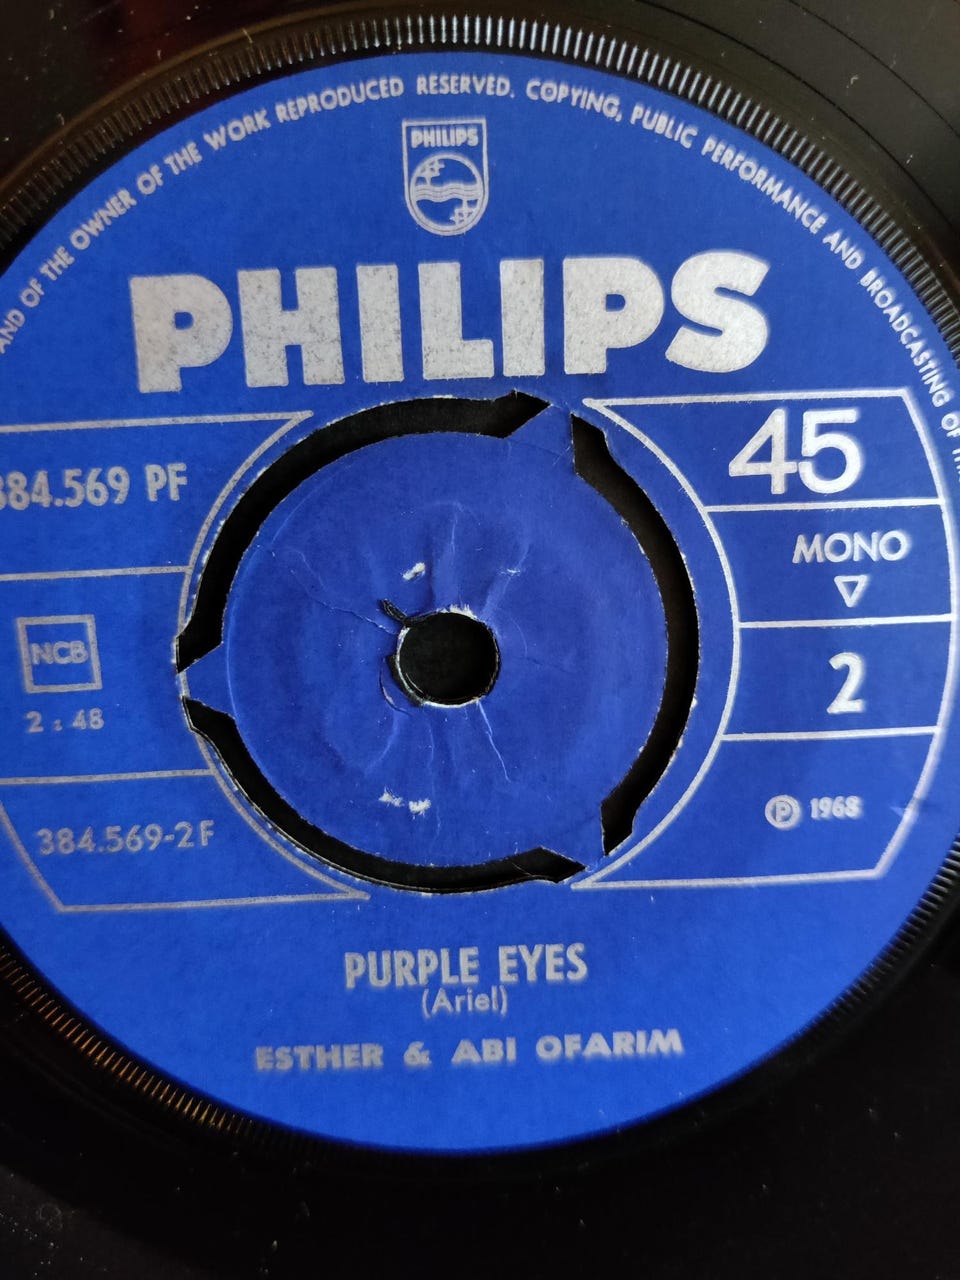 AND OF THE OWNER OF THE WORK REPRODUCED RESERVED. COPYING, PUBLIC PERFORMANCE AND BROADCASTING OF
PHILIPS
PHILIPS
384.569 PF
45
MONO
▽
NCB
2
2:48
384.569-2F
Ⓟ 1968
PURPLE EYES
(Ariel)
ESTHER & ABI OFARIM